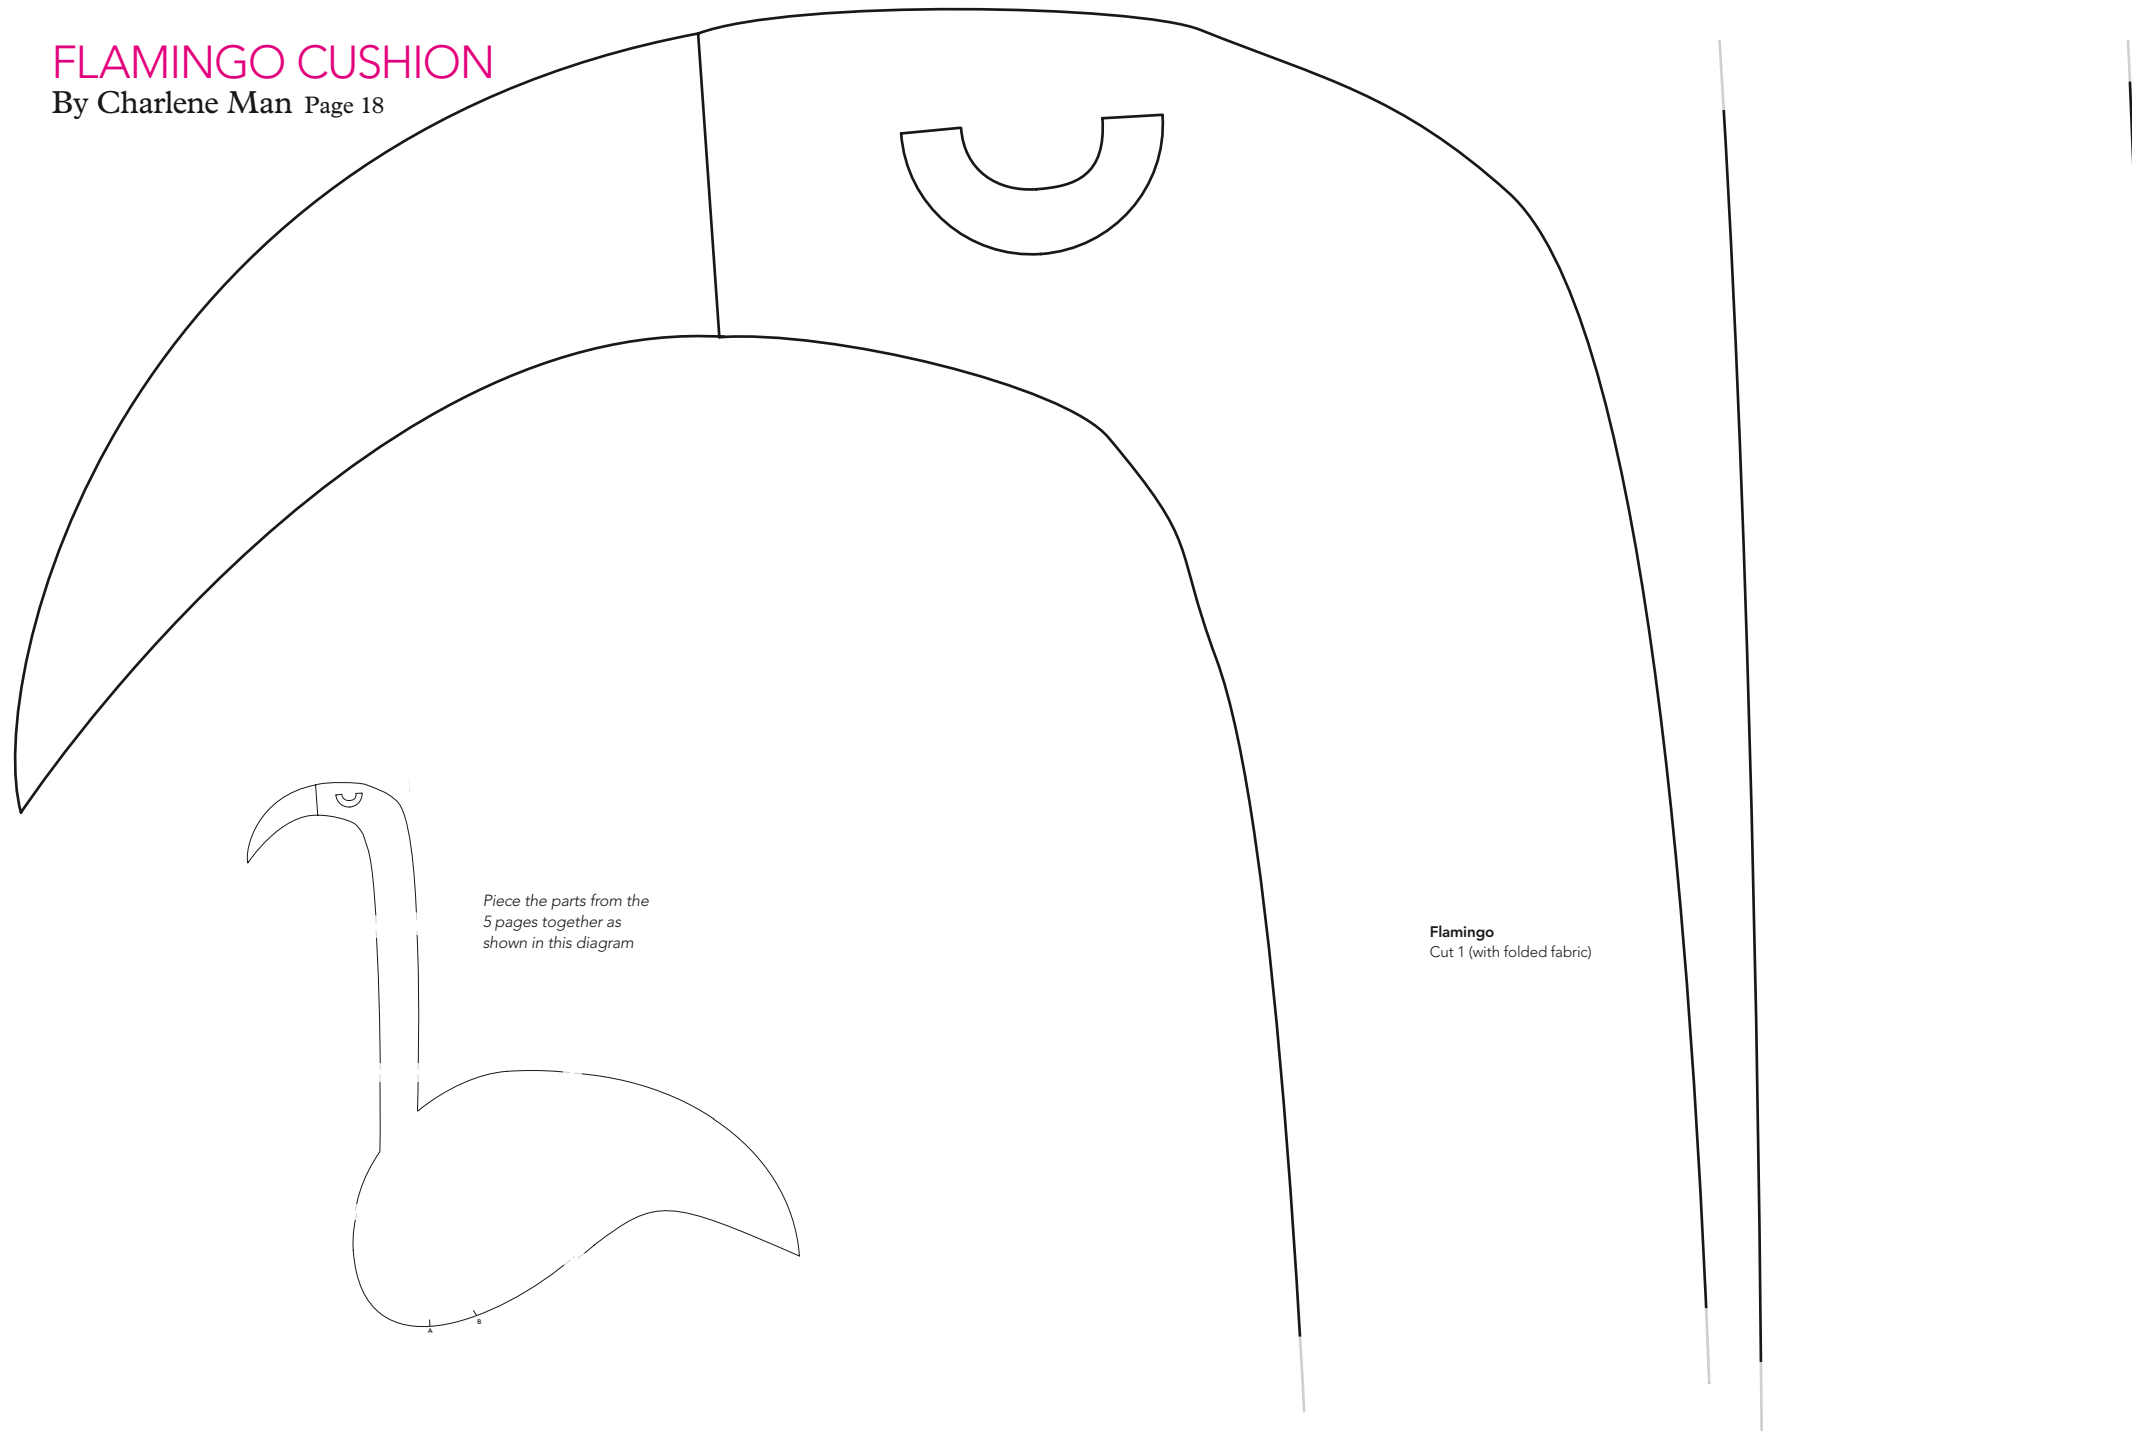 FLAMINGO CUSHION
By Charlene Man Page 18
Piece the parts from the
5 pages together as
shown in this diagram
Flamingo
Cut 1 (with folded fabric)
A
B